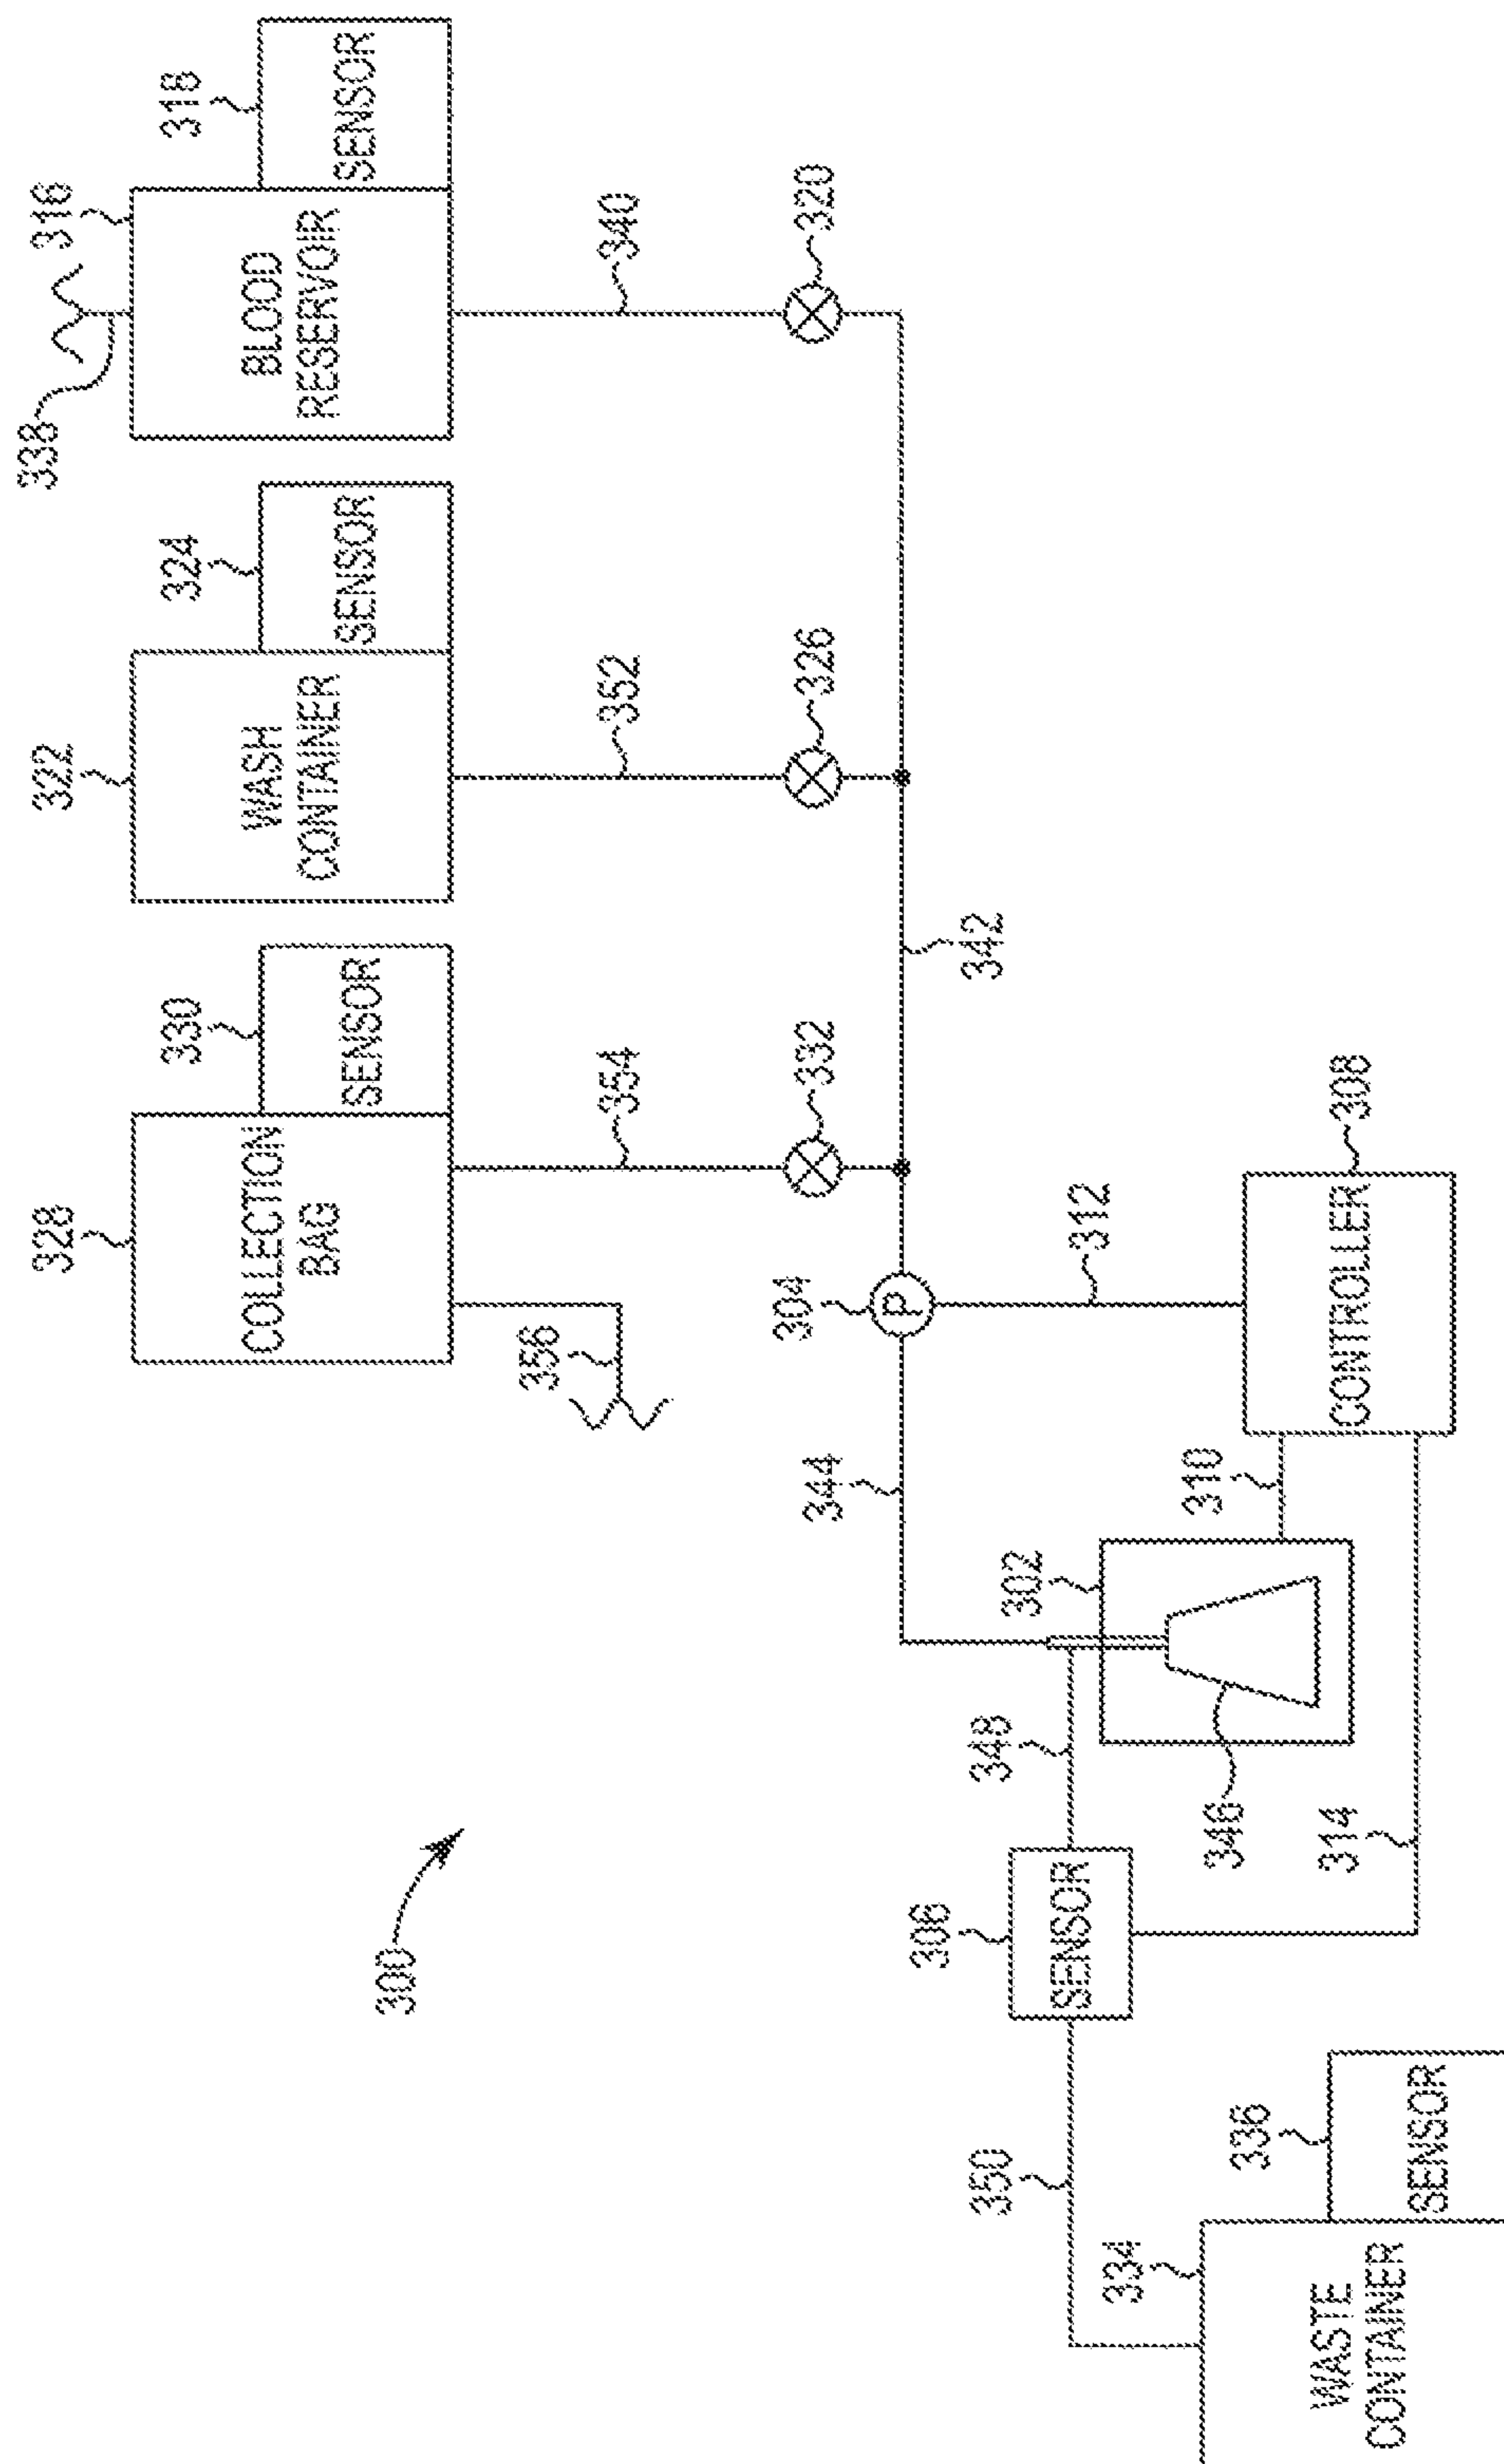 328
322
338
316
330
324
318
COLLECTION
BAG
SENSOR
WASH
CONTAINER
SENSOR
BLOOD
RESERVOIR
SENSOR
300
356
354
352
340
344
304
332
326
320
P
306
350
348
342
302
SENSOR
312
334
310
346
336
314
308
CONTROLLER
WASTE
CONTAINER
SENSOR